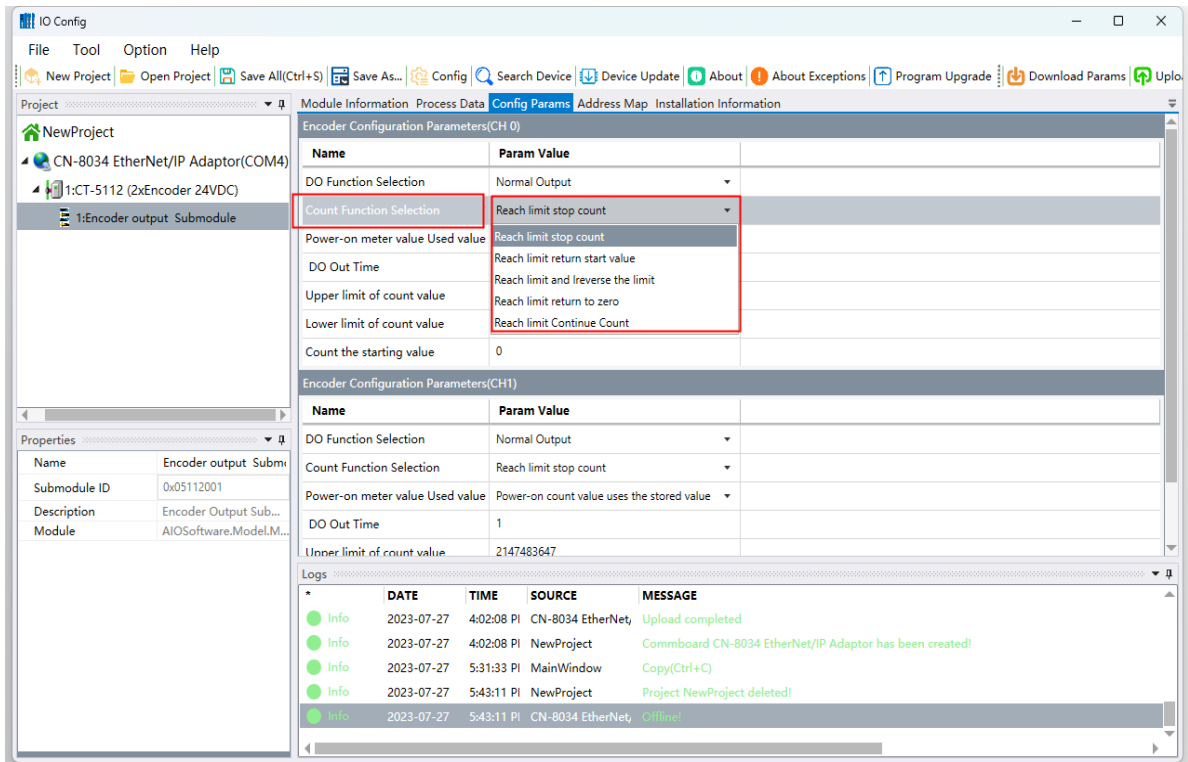 IO Config
File Tool Option Help
New Project Open Project Save All(Ctrl+S) Save As... Config Search Device Device Update About About Exceptions Program Upgrade Download Params Uplo
Project
NewProject
CN-8034 EtherNet/IP Adaptor(COM4)
1:CT-5112 (2xEncoder 24VDC)
1:Encoder output Submodule
Module Information Process Data Config Params Address Map Installation Information
Encoder Configuration Parameters(CH 0)
Name Param Value
DO Function Selection Normal Output
Count Function Selection Reach limit stop count
Power-on meter value Used value Reach limit stop count
Reach limit return start value
DO Out Time
Reach limit and Ireverse the limit
Upper limit of count value
Reach limit return to zero
Lower limit of count value Reach limit Continue Count
Count the starting value 0
Encoder Configuration Parameters(CH1)
Name Param Value
DO Function Selection Normal Output
Count Function Selection Reach limit stop count
Power-on meter value Used value Power-on count value uses the stored value
DO Out Time 1
Upper limit of count value 2147483647
Properties
Name Encoder output Subm
Submodule ID 0x05112001
Description Encoder Output Sub...
Module AIOSoftware.Model.M...
Logs
* DATE TIME SOURCE MESSAGE
Info 2023-07-27 4:02:08 PI CN-8034 EtherNet, Upload completed
Info 2023-07-27 4:02:08 PI NewProject Commboard CN-8034 EtherNet/IP Adaptor has been created!
Info 2023-07-27 5:31:33 PI MainWindow Copy(Ctrl+C)
Info 2023-07-27 5:43:11 PI NewProject Project NewProject deleted!
Info 2023-07-27 5:43:11 PI CN-8034 EtherNet, Offline!